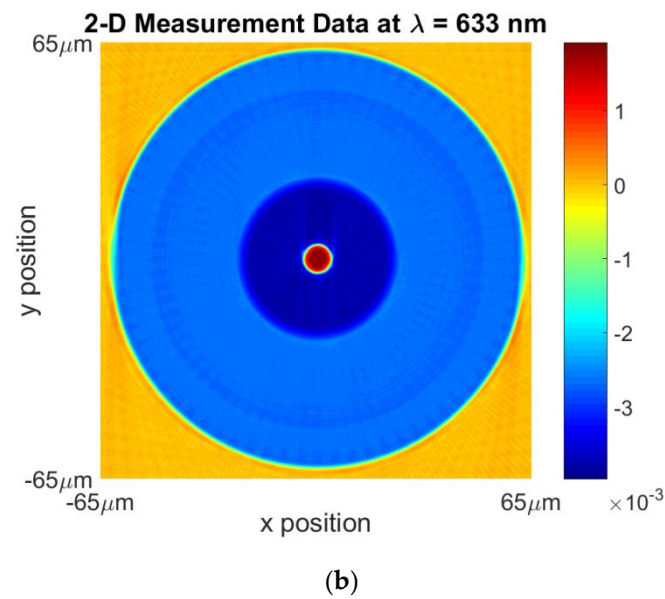 2-D Measurement Data at λ = 633 nm
65μm
1
0
-1
-2
-3
y position
-65μm
-65μm
65μm
×10⁻³
x position
(b)